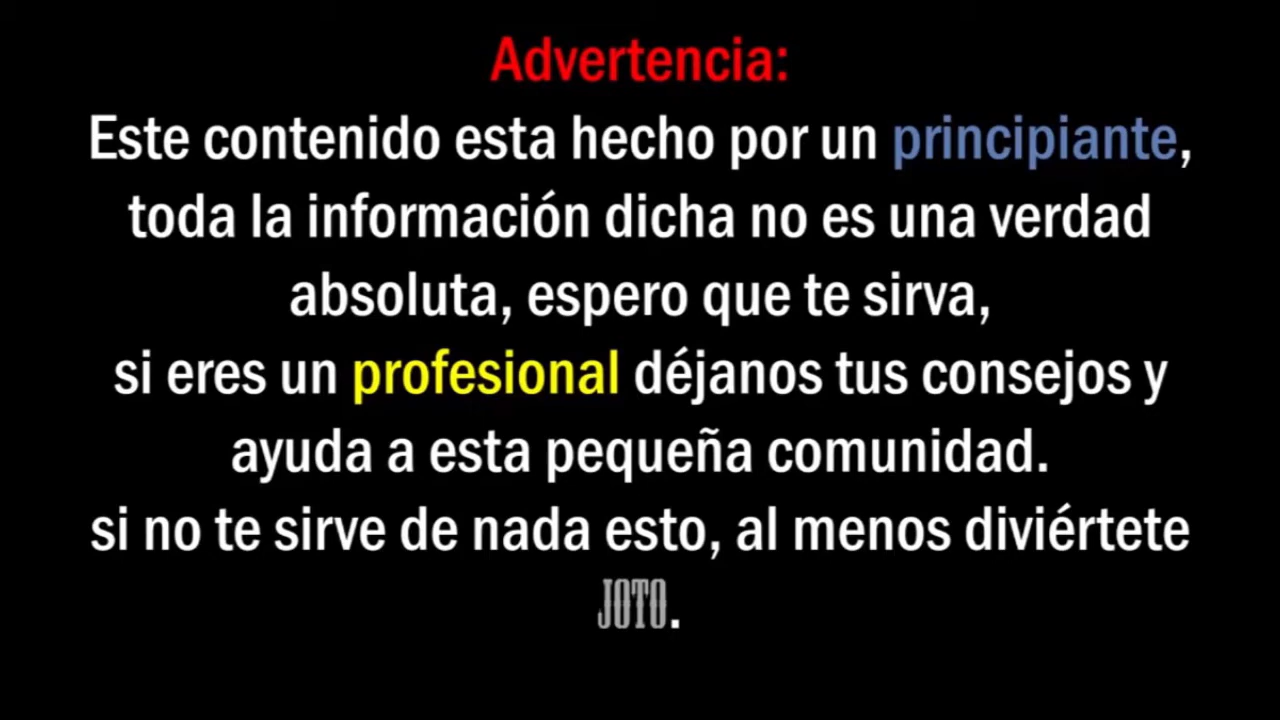 Advertencia:
Este contenido esta hecho por un principiante,
toda la información dicha no es una verdad
absoluta, espero que te sirva,
si eres un profesional déjanos tus consejos y
ayuda a esta pequeña comunidad.
si no te sirve de nada esto, al menos diviértete
JOTO.